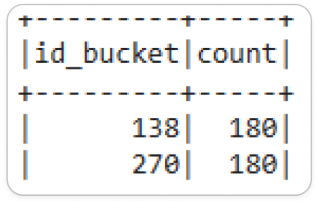 +---------+-----+
|id_bucket|count|
+---------+-----+
|      138|  180|
|      270|  180|